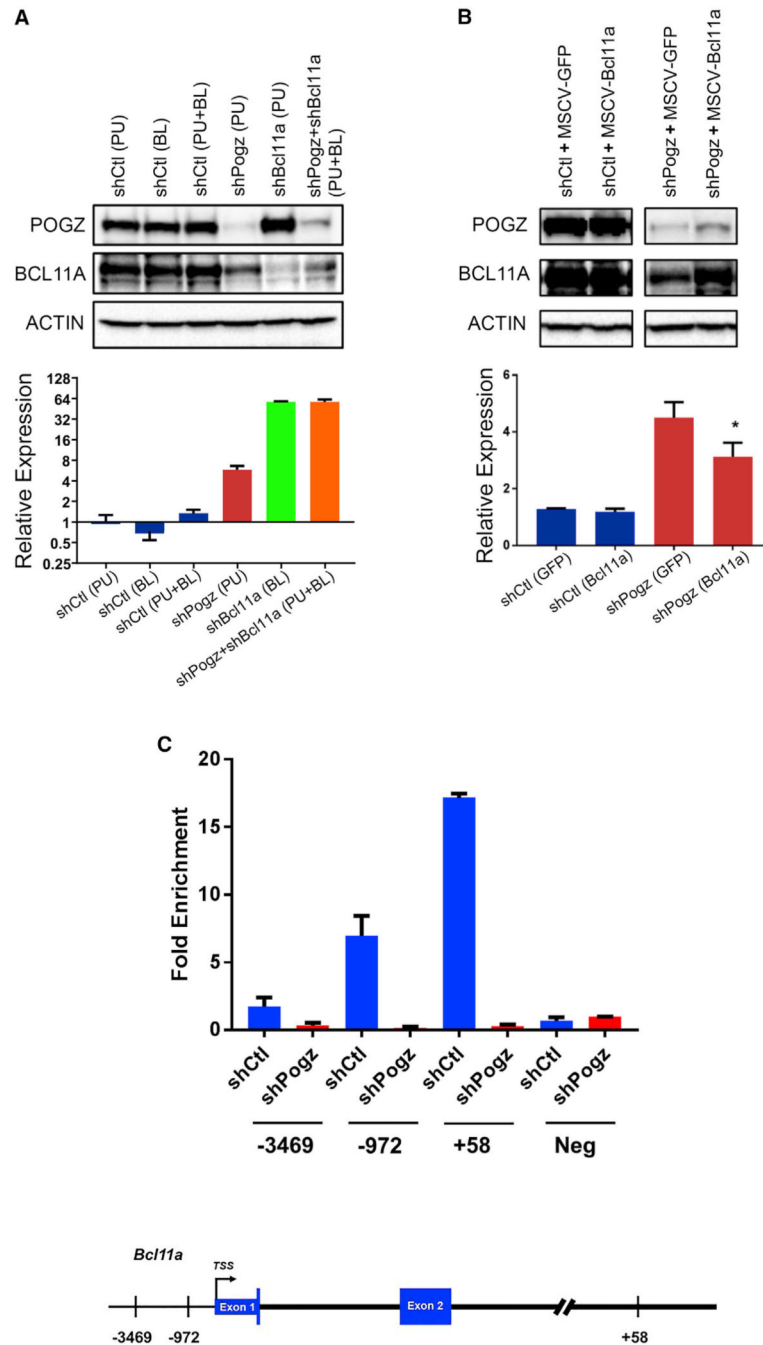 A
shCtl (PU)
shCtl (BL)
shCtl (PU+BL)
shPogz (PU)
shBcl11a (PU)
shPogz+shBcl11a
(PU+BL)
POGZ
BCL11A
ACTIN
Relative Expression
128
64
32
16
8
4
2
1
0.5
0.25
shCtl (PU)
shCtl (BL)
shCtl (PU+BL)
shPogz (PU)
shBcl11a (BL)
shPogz+shBcl11a (PU+BL)
B
shCtl + MSCV-GFP
shCtl + MSCV-Bcl11a
shPogz + MSCV-GFP
shPogz + MSCV-Bcl11a
POGZ
BCL11A
ACTIN
Relative Expression
6
4
2
0
*
shCtl (GFP)
shCtl (Bcl11a)
shPogz (GFP)
shPogz (Bcl11a)
C
Fold Enrichment
20
15
10
5
0
shCtl
shPogz
shCtl
shPogz
shCtl
shPogz
shCtl
shPogz
-3469
-972
+58
Neg
Bcl11a
TSS
Exon 1
Exon 2
-3469
-972
+58